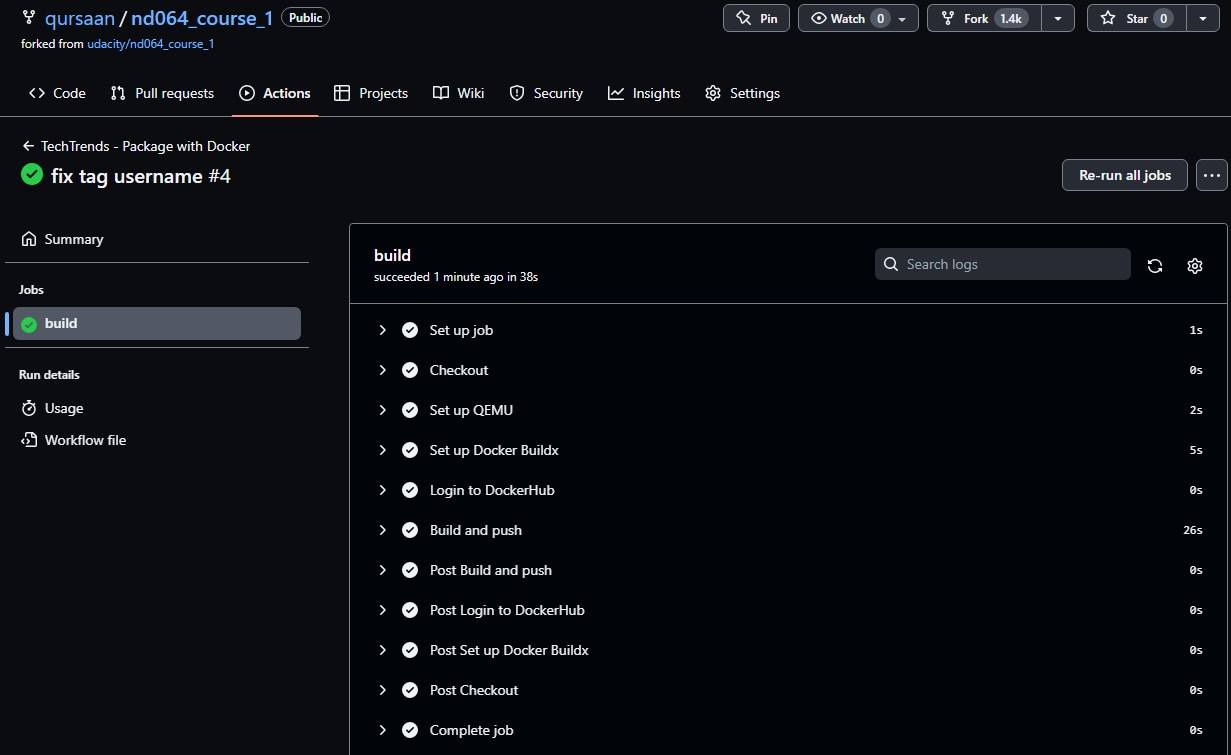 qursaan / nd064_course_1 Public Pin Watch 0 Fork 1.4k Star 0
forked from udacity/nd064_course_1
Code Pull requests Actions Projects Wiki Security Insights Settings
TechTrends - Package with Docker
fix tag username #4
Re-run all jobs
Summary
Jobs
build
Run details
Usage
Workflow file
build
succeeded 1 minute ago in 38s
Search logs
Set up job 1s
Checkout 0s
Set up QEMU 2s
Set up Docker Buildx 5s
Login to DockerHub 0s
Build and push 26s
Post Build and push 0s
Post Login to DockerHub 0s
Post Set up Docker Buildx 0s
Post Checkout 0s
Complete job 0s